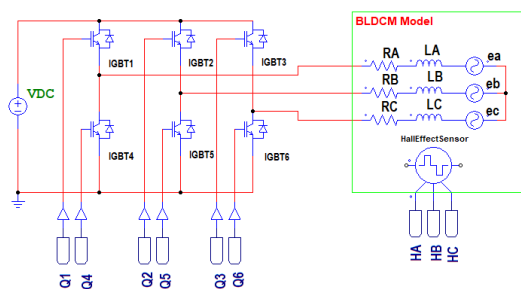 BLDCM Model
IGBT1
IGBT2
IGBT3
RA
LA
ea
RB
LB
eb
RC
LC
ec
VDC
IGBT4
IGBT5
IGBT6
HallEffectSensor
HA
HB
HC
Q1
Q4
Q2
Q5
Q3
Q6